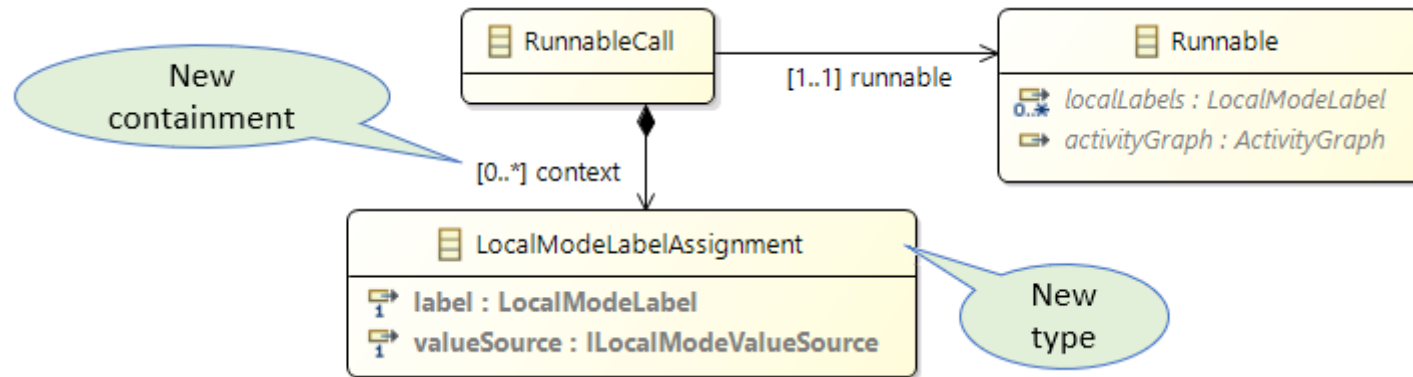 RunnableCall
[1..1] runnable
Runnable
0..*
localLabels : LocalModeLabel
activityGraph : ActivityGraph
New
containment
[0..*] context
LocalModeLabelAssignment
1
label : LocalModeLabel
1
valueSource : ILocalModeValueSource
New
type